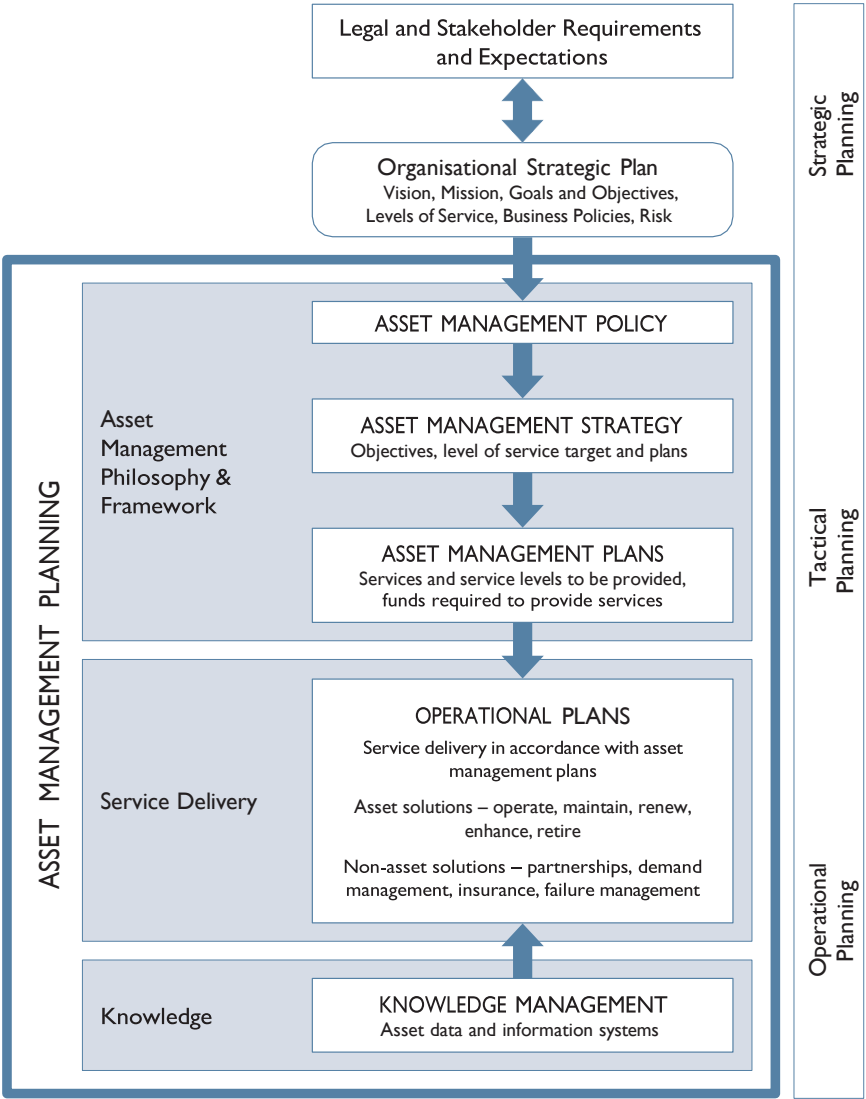 Legal and Stakeholder Requirements
and Expectations
Strategic
Planning
Organisational Strategic Plan
Vision, Mission, Goals and Objectives,
Levels of Service, Business Policies, Risk
ASSET MANAGEMENT PLANNING
Asset
Management
Philosophy &
Framework
ASSET MANAGEMENT POLICY
ASSET MANAGEMENT STRATEGY
Objectives, level of service target and plans
ASSET MANAGEMENT PLANS
Services and service levels to be provided,
funds required to provide services
Tactical
Planning
Service Delivery
OPERATIONAL PLANS
Service delivery in accordance with asset
management plans
Asset solutions – operate, maintain, renew,
enhance, retire
Non-asset solutions – partnerships, demand
management, insurance, failure management
Operational
Planning
Knowledge
KNOWLEDGE MANAGEMENT
Asset data and information systems